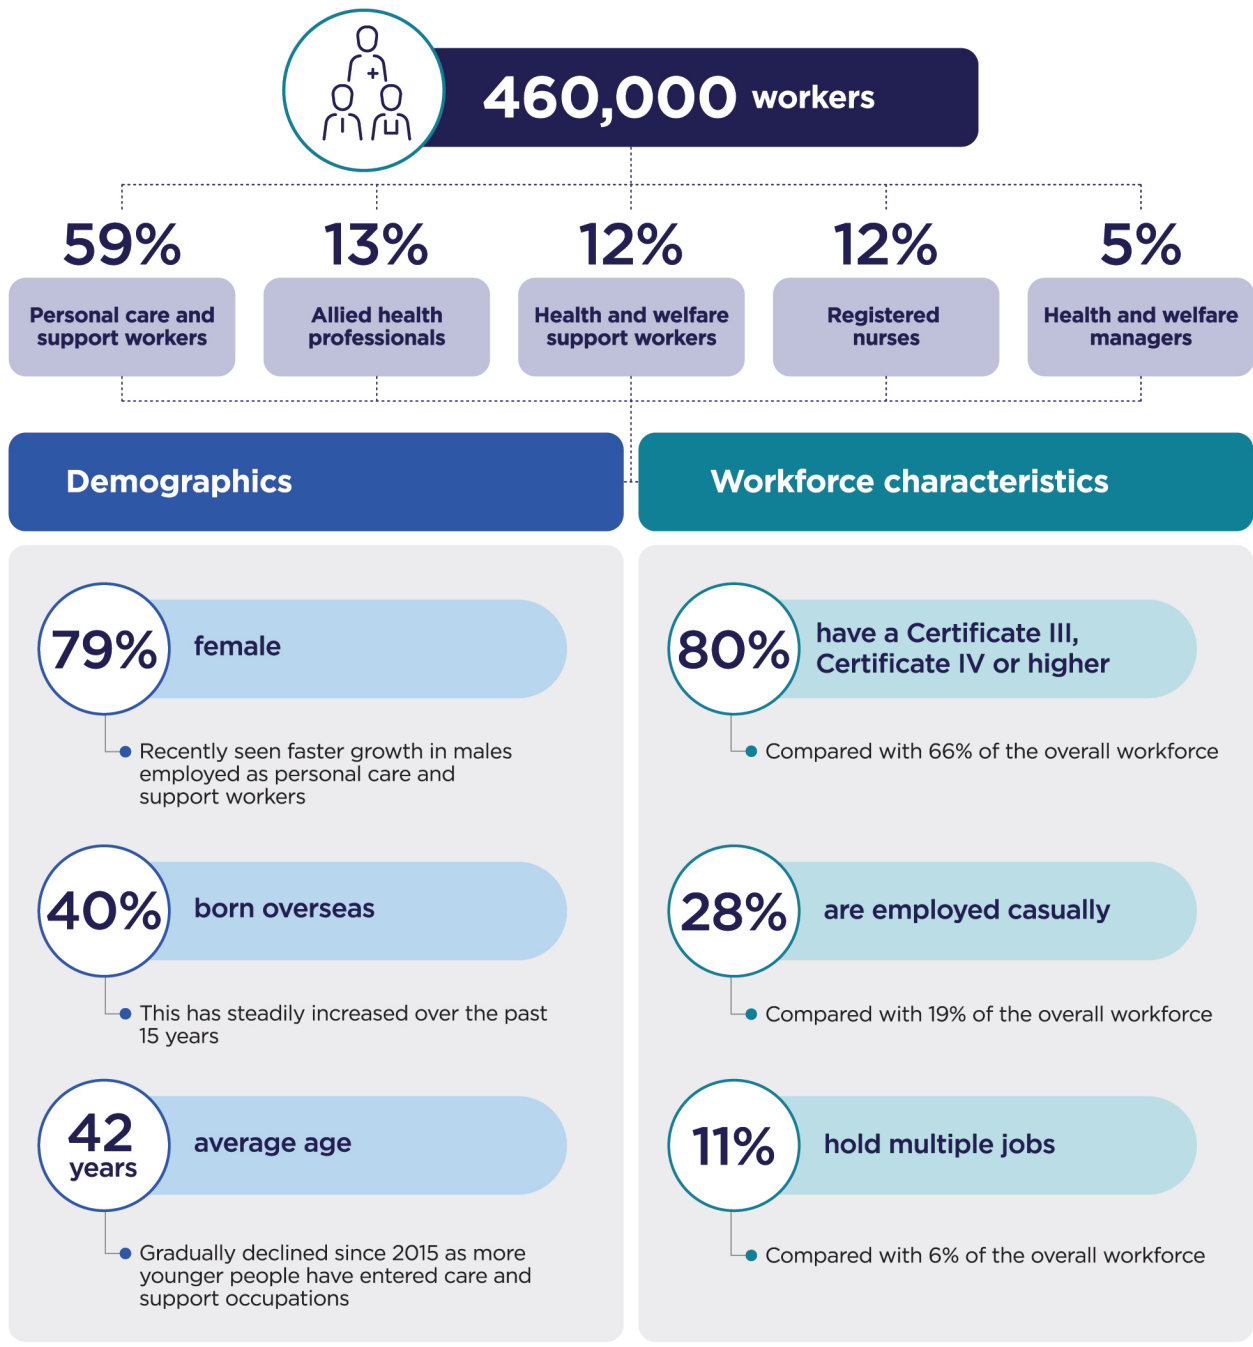 460,000 workers
59%
Personal care and
support workers
13%
Allied health
professionals
12%
Health and welfare
support workers
12%
Registered
nurses
5%
Health and welfare
managers
Demographics
79%
female
Recently seen faster growth in males
employed as personal care and
support workers
40%
born overseas
This has steadily increased over the past
15 years
42
years
average age
Gradually declined since 2015 as more
younger people have entered care and
support occupations
Workforce characteristics
80%
have a Certificate III,
Certificate IV or higher
Compared with 66% of the overall workforce
28%
are employed casually
Compared with 19% of the overall workforce
11%
hold multiple jobs
Compared with 6% of the overall workforce